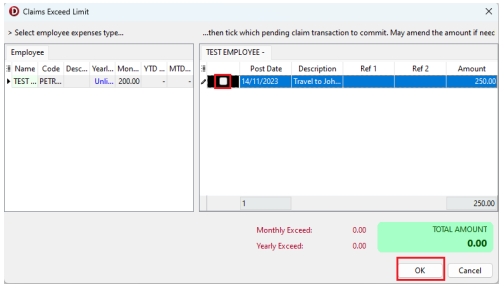 Claims Exceed Limit
> Select employee expenses type...
...then tick which pending claim transaction to commit. May amend the amount if neec
Employee
TEST EMPLOYEE -
Name Code Desc... Yearl... Mon... YTD ... MTD...
Post Date Description Ref 1 Ref 2 Amount
TEST ... PETR... Unli... 200.00 - -
14/11/2023 Travel to Joh... 250.00
1 250.00
Monthly Exceed: 0.00
TOTAL AMOUNT
Yearly Exceed: 0.00
0.00
OK Cancel